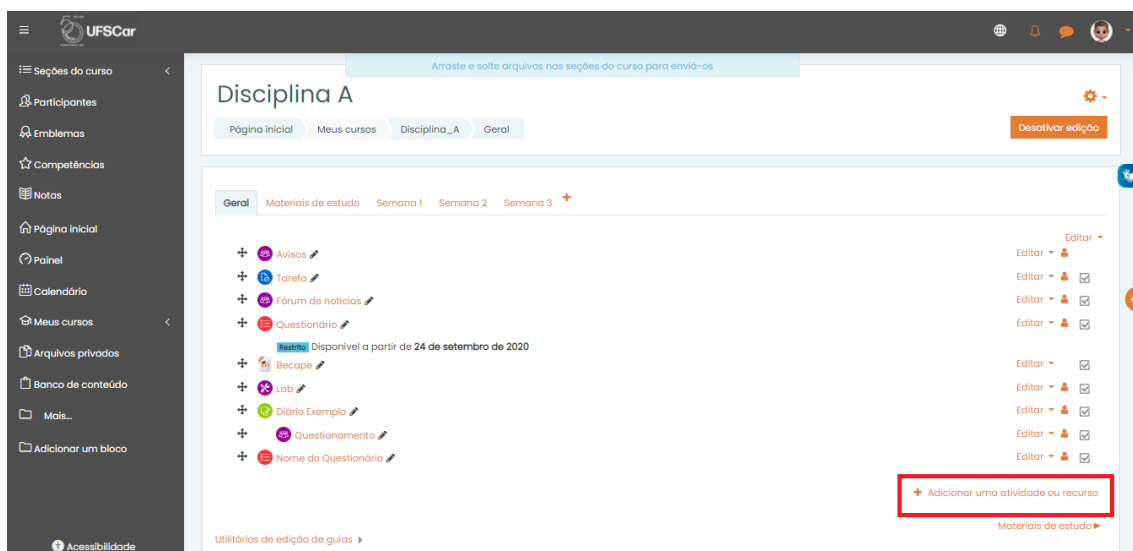 UFSCar
Seções do curso
Participantes
Emblemas
Competências
Notas
Página inicial
Painel
Calendário
Meus cursos
Arquivos privados
Banco de conteúdo
Mais...
Adicionar um bloco
Acessibilidade
Arraste e solte arquivos nas seções do curso para enviá-os
Disciplina A
Página inicial Meus cursos Disciplina_A Geral
Desativar edição
Geral Materiais de estudo Semana 1 Semana 2 Semana 3 +
Editar
Avisos Editar
Tarefa Editar
Fórum de notícias Editar
Questionário Editar
Restrito Disponível a partir de 24 de setembro de 2020
Becape Editar
Lab Editar
Diário Exemplo Editar
Questionamento Editar
Nome do Questionário Editar
+ Adicionar uma atividade ou recurso
Materiais de estudo
Utilitários de edição de guias